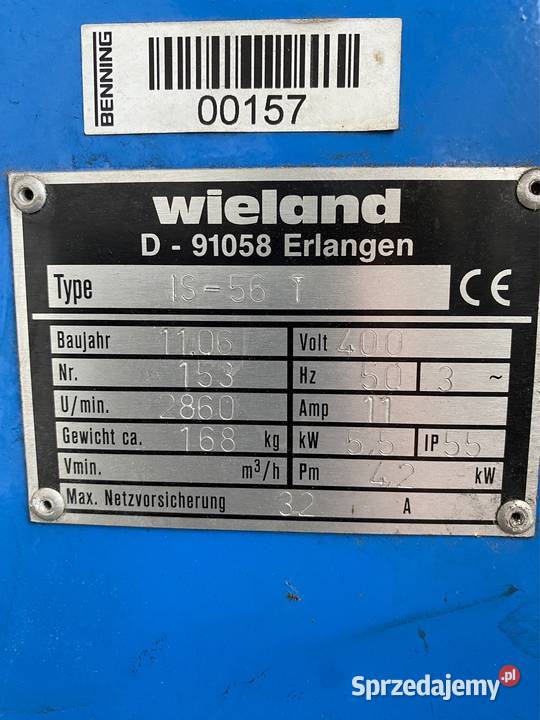 BENNING
00157
wieland
D - 91058 Erlangen
Type IS-56 T CE
Baujahr 11.06 Volt 400
Nr. 153 Hz 50 3 ~
U/min. 2860 Amp 11
Gewicht ca. 168 kg kW 5,5 IP 55
Vmin. m³/h Pm 4,2 kW
Max. Netzvorsicherung 32 A
Sprzedajemy.pl